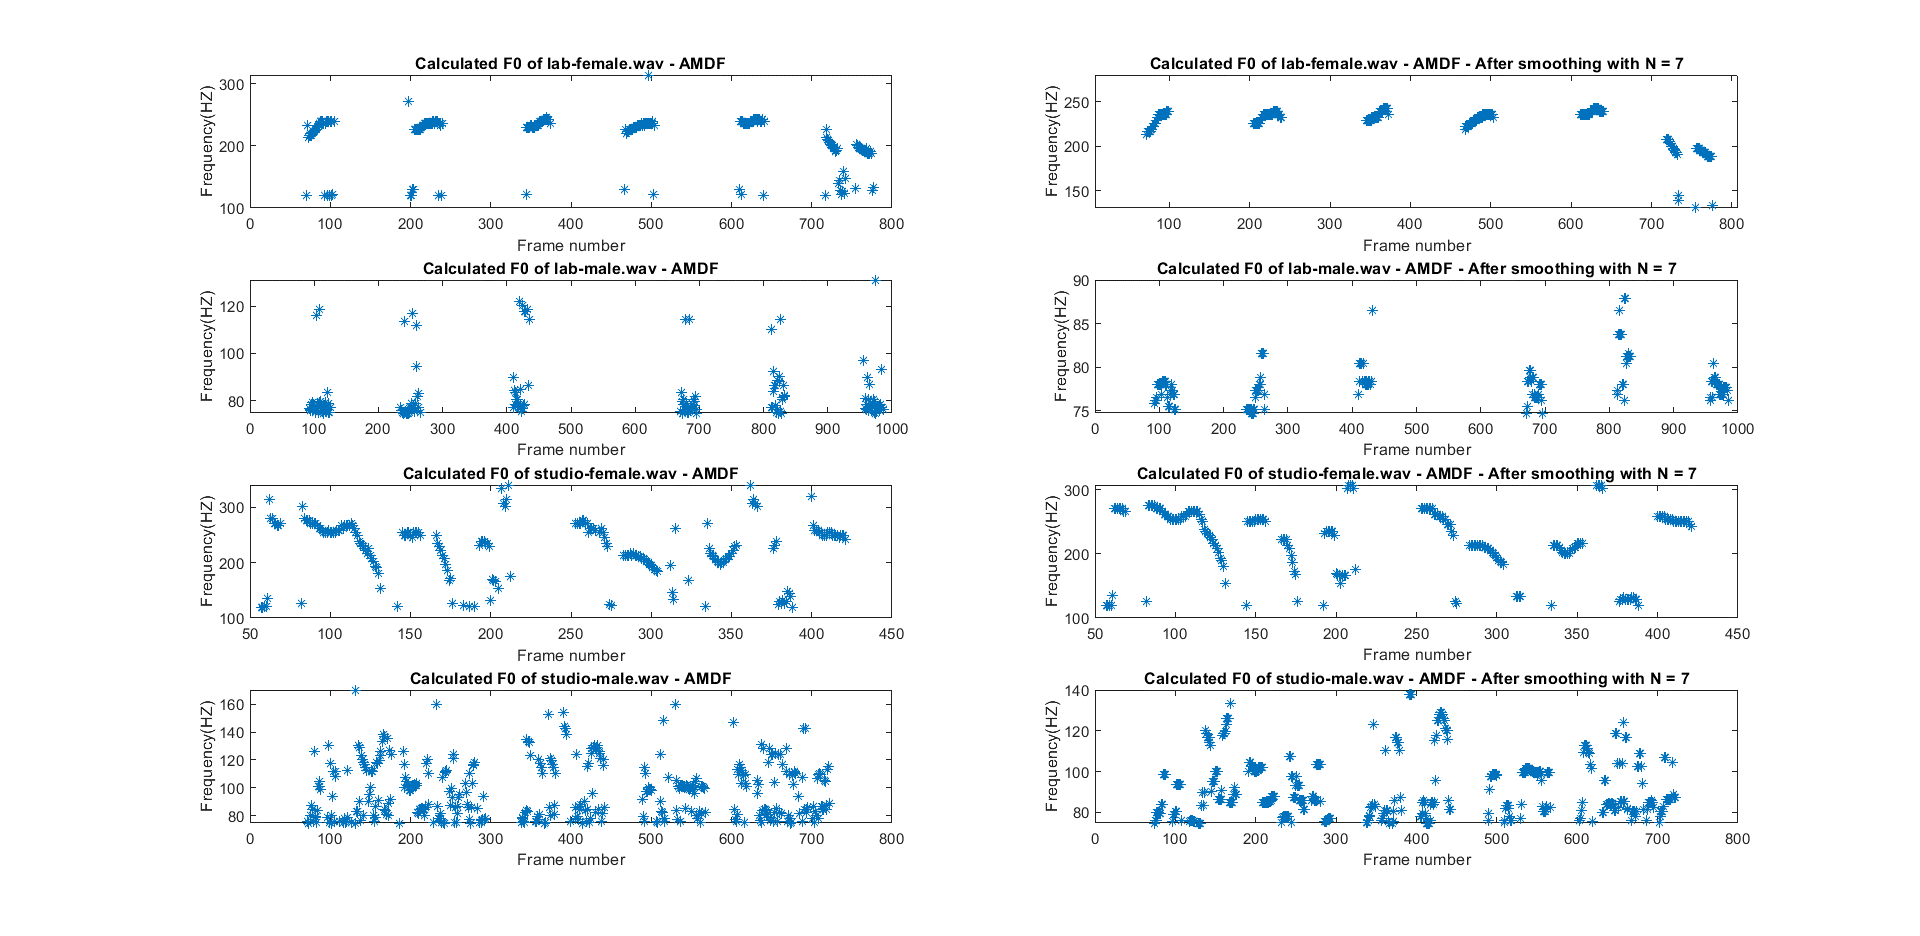 Calculated F0 of lab-female.wav - AMDF
Frequency(HZ)
300
200
100
0 100 200 300 400 500 600 700 800
Frame number
Calculated F0 of lab-female.wav - AMDF - After smoothing with N = 7
Frequency(HZ)
250
200
150
100 200 300 400 500 600 700 800
Frame number
Calculated F0 of lab-male.wav - AMDF
Frequency(HZ)
120
100
80
0 100 200 300 400 500 600 700 800 900 1000
Frame number
Calculated F0 of lab-male.wav - AMDF - After smoothing with N = 7
Frequency(HZ)
90
85
80
75
0 100 200 300 400 500 600 700 800 900 1000
Frame number
Calculated F0 of studio-female.wav - AMDF
Frequency(HZ)
300
200
100
50 100 150 200 250 300 350 400 450
Frame number
Calculated F0 of studio-female.wav - AMDF - After smoothing with N = 7
Frequency(HZ)
300
200
100
50 100 150 200 250 300 350 400 450
Frame number
Calculated F0 of studio-male.wav - AMDF
Frequency(HZ)
160
140
120
100
80
0 100 200 300 400 500 600 700 800
Frame number
Calculated F0 of studio-male.wav - AMDF - After smoothing with N = 7
Frequency(HZ)
140
120
100
80
0 100 200 300 400 500 600 700 800
Frame number